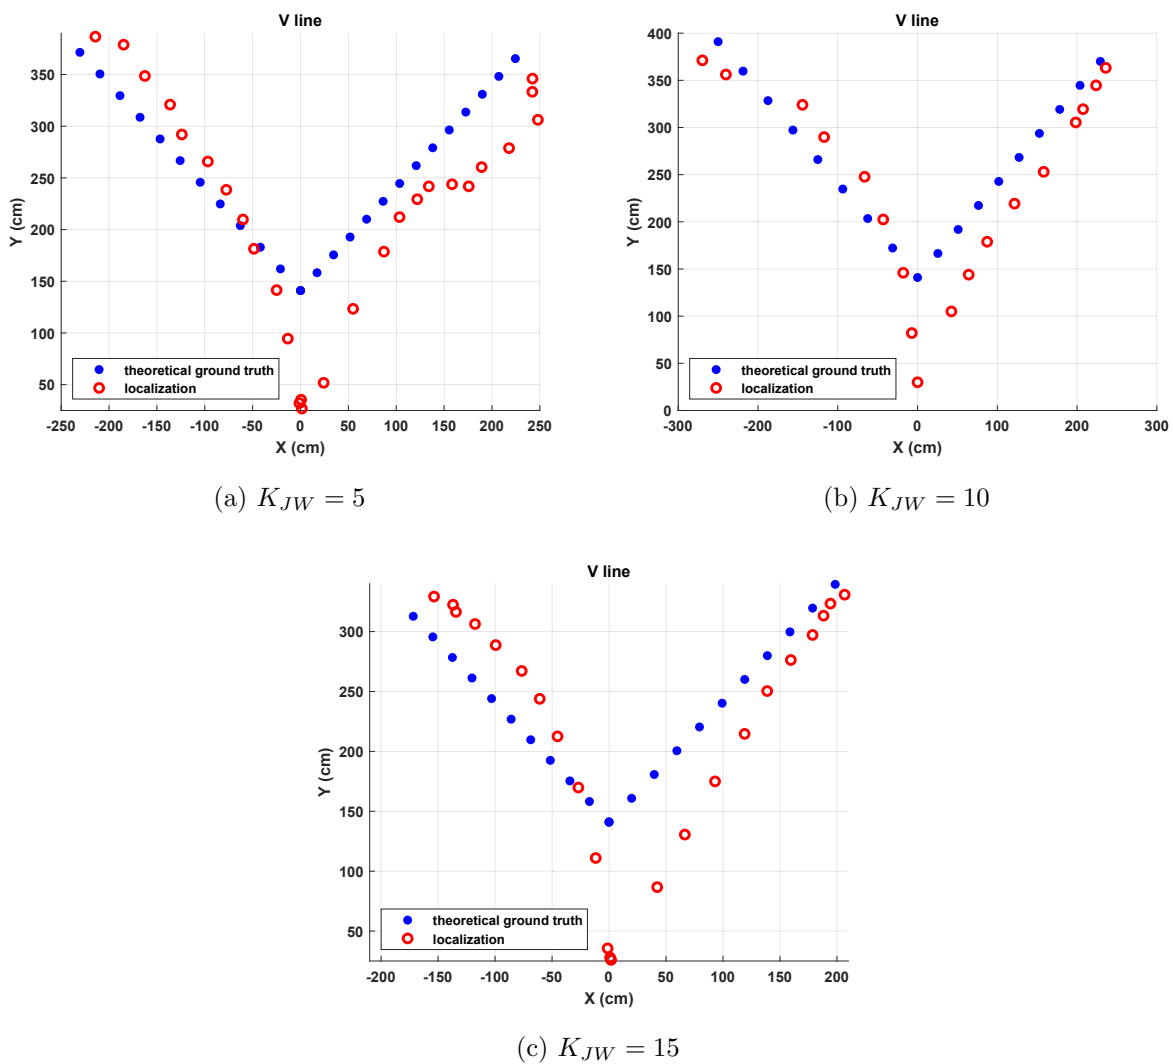 V line
Y (cm)
350
300
250
200
150
100
50
theoretical ground truth
localization
-250 -200 -150 -100 -50 0 50 100 150 200 250
X (cm)
(a) K_{JW} = 5
V line
Y (cm)
400
350
300
250
200
150
100
50
0
theoretical ground truth
localization
-300 -200 -100 0 100 200 300
X (cm)
(b) K_{JW} = 10
V line
Y (cm)
300
250
200
150
100
50
theoretical ground truth
localization
-200 -150 -100 -50 0 50 100 150 200
X (cm)
(c) K_{JW} = 15